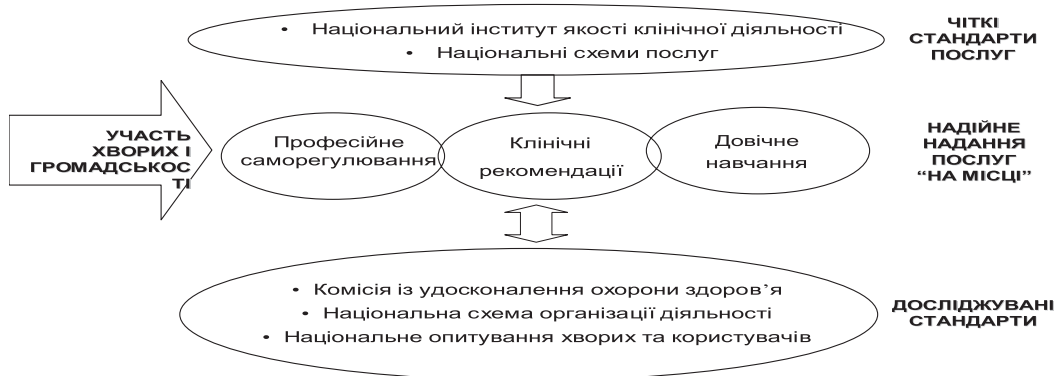 • Національний інститут якості клінічної діяльності
• Національні схеми послуг
ЧІТКІ
СТАНДАРТИ
ПОСЛУГ
УЧАСТЬ
ХВОРИХ І
ГРОМАДСЬКОС
ТІ
Професійне
саморегулювання
Клінічні
рекомендації
Довічне
навчання
НАДІЙНЕ
НАДАННЯ
ПОСЛУГ
“НА МІСЦІ”
• Комісія із удосконалення охорони здоров’я
• Національна схема організації діяльності
• Національне опитування хворих та користувачів
ДОСЛІДЖУВАНІ
СТАНДАРТИ